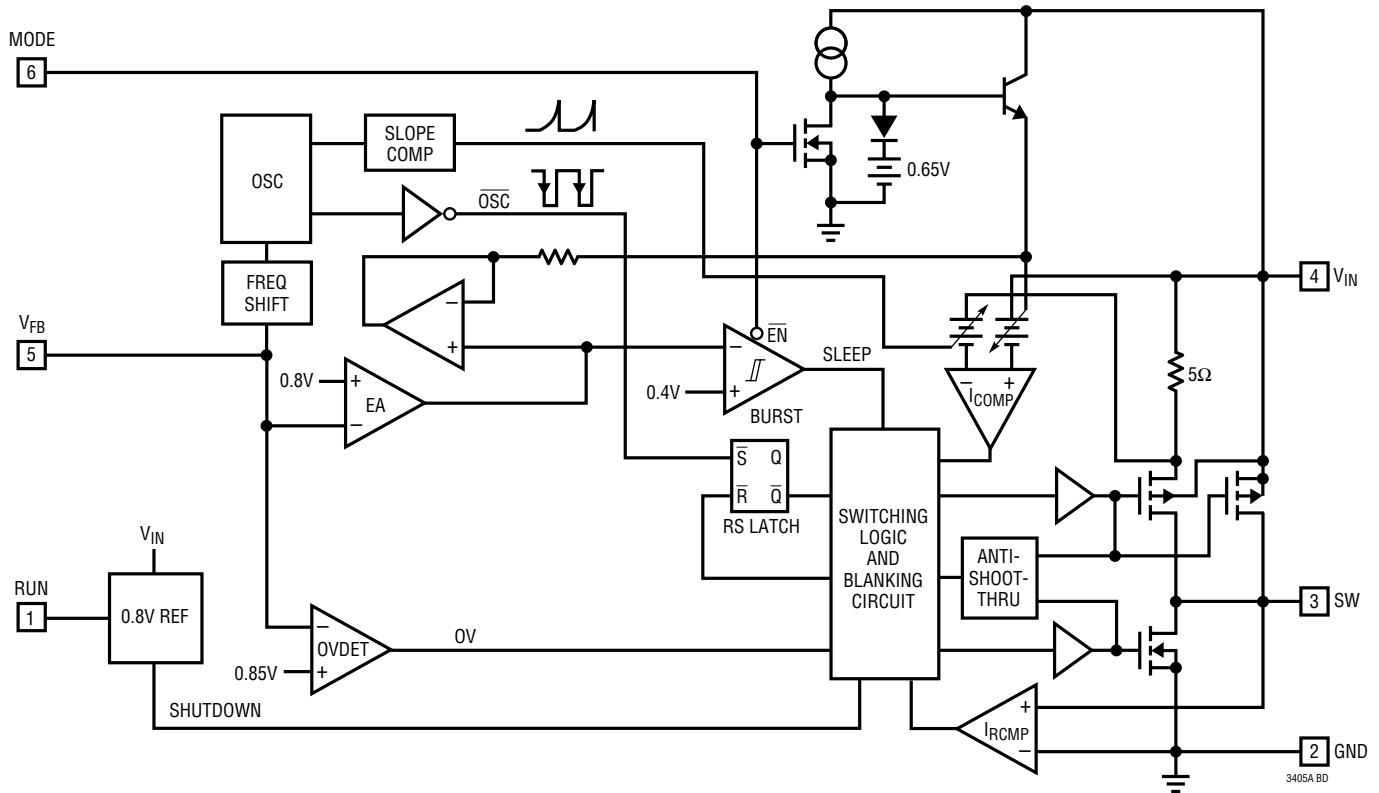 MODE
6
OSC
SLOPE
COMP
O̅S̅C̅
0.65V
FREQ
SHIFT
VFB
5
4
VIN
−
+
E̅N̅
−
+
0.4V
SLEEP
BURST
−
+
ICOMP
5Ω
0.8V
+
−
EA
S̅
Q
R̅
Q̅
RS LATCH
SWITCHING
LOGIC
AND
BLANKING
CIRCUIT
ANTI-
SHOOT-
THRU
VIN
RUN
1
0.8V REF
3
SW
−
+
OVDET
0.85V
OV
SHUTDOWN
+
−
IRCMP
2
GND
3405A BD